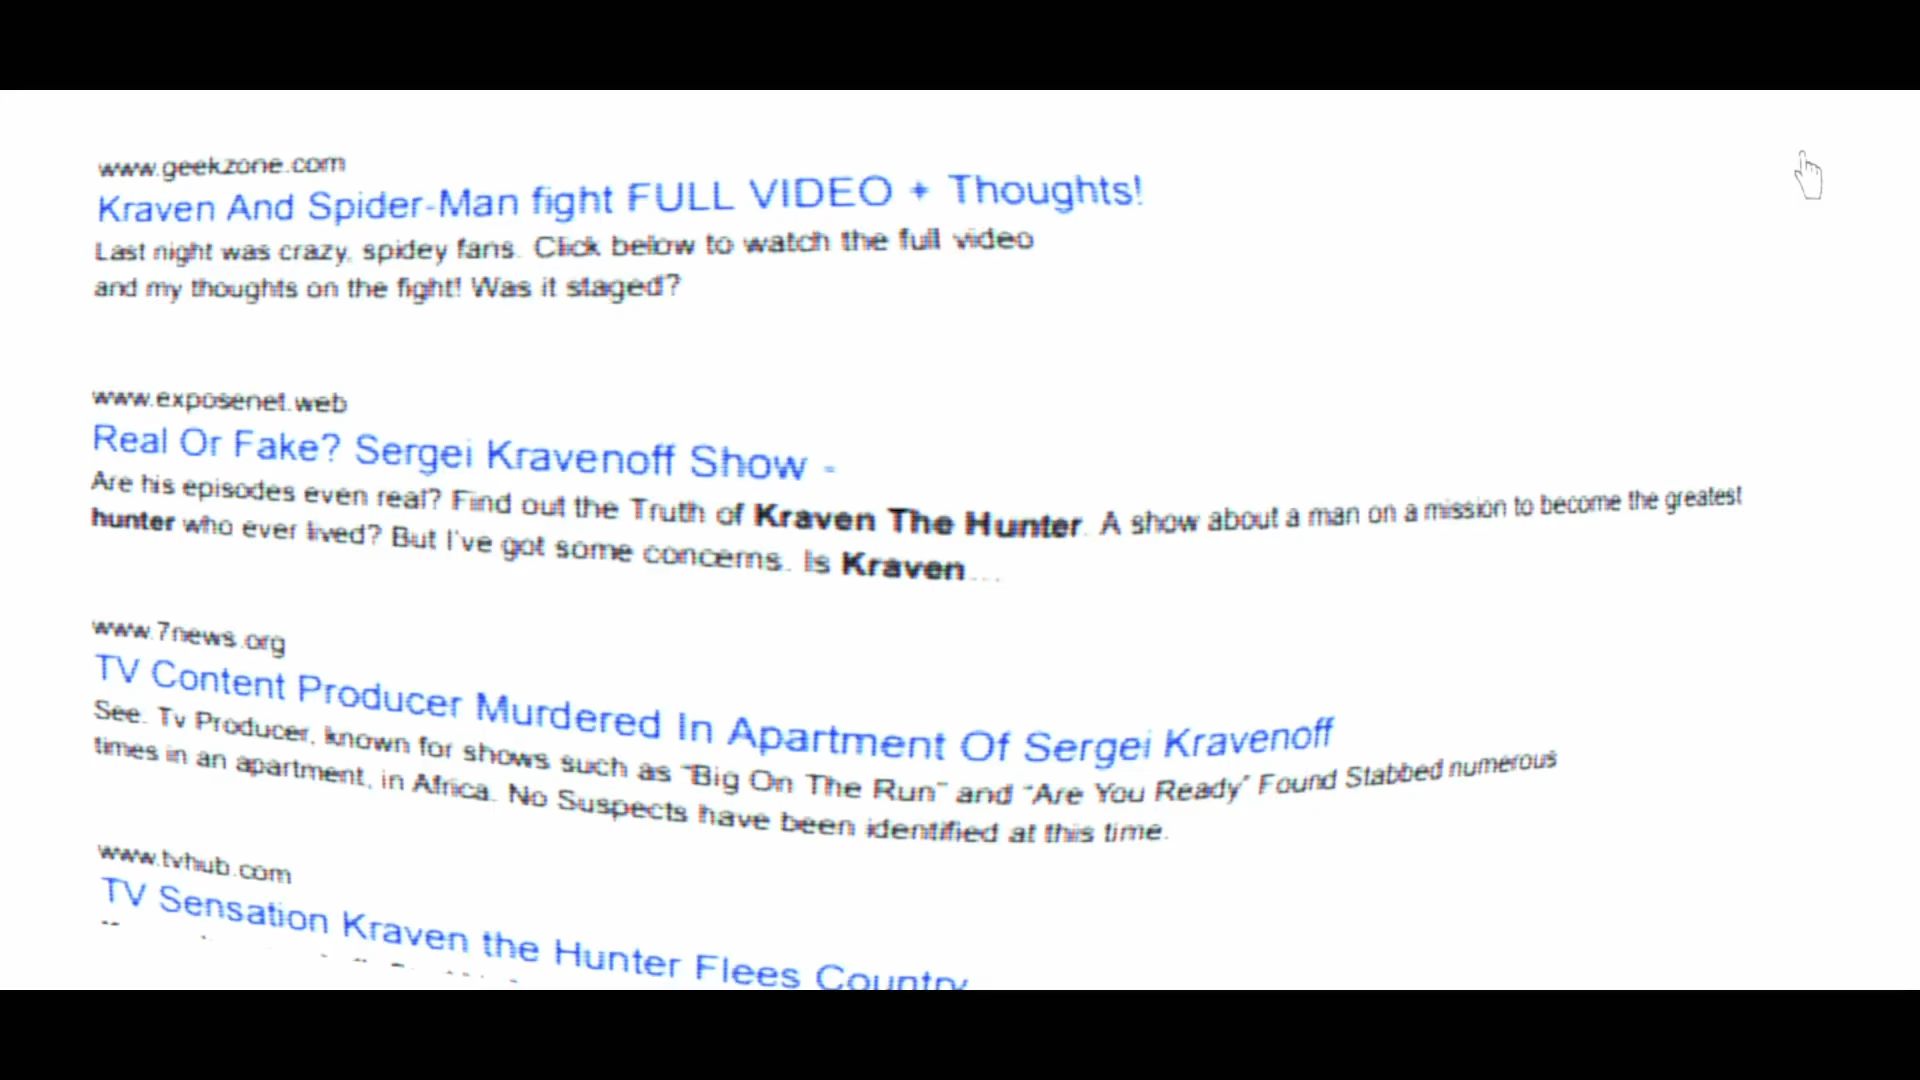 www.geekzone.com
Kraven And Spider-Man fight FULL VIDEO + Thoughts!
Last night was crazy, spidey fans. Click below to watch the full video
and my thoughts on the fight! Was it staged?
www.exposenet.web
Real Or Fake? Sergei Kravenoff Show -
Are his episodes even real? Find out the Truth of Kraven The Hunter. A show about a man on a mission to become the greatest
hunter who ever lived? But I've got some concerns. Is Kraven....
www.7news.org
TV Content Producer Murdered In Apartment Of Sergei Kravenoff
See. Tv Producer, known for shows such as "Big On The Run" and "Are You Ready" Found Stabbed numerous
times in an apartment, in Africa. No Suspects have been identified at this time.
www.tvhub.com
TV Sensation Kraven the Hunter Flees Country